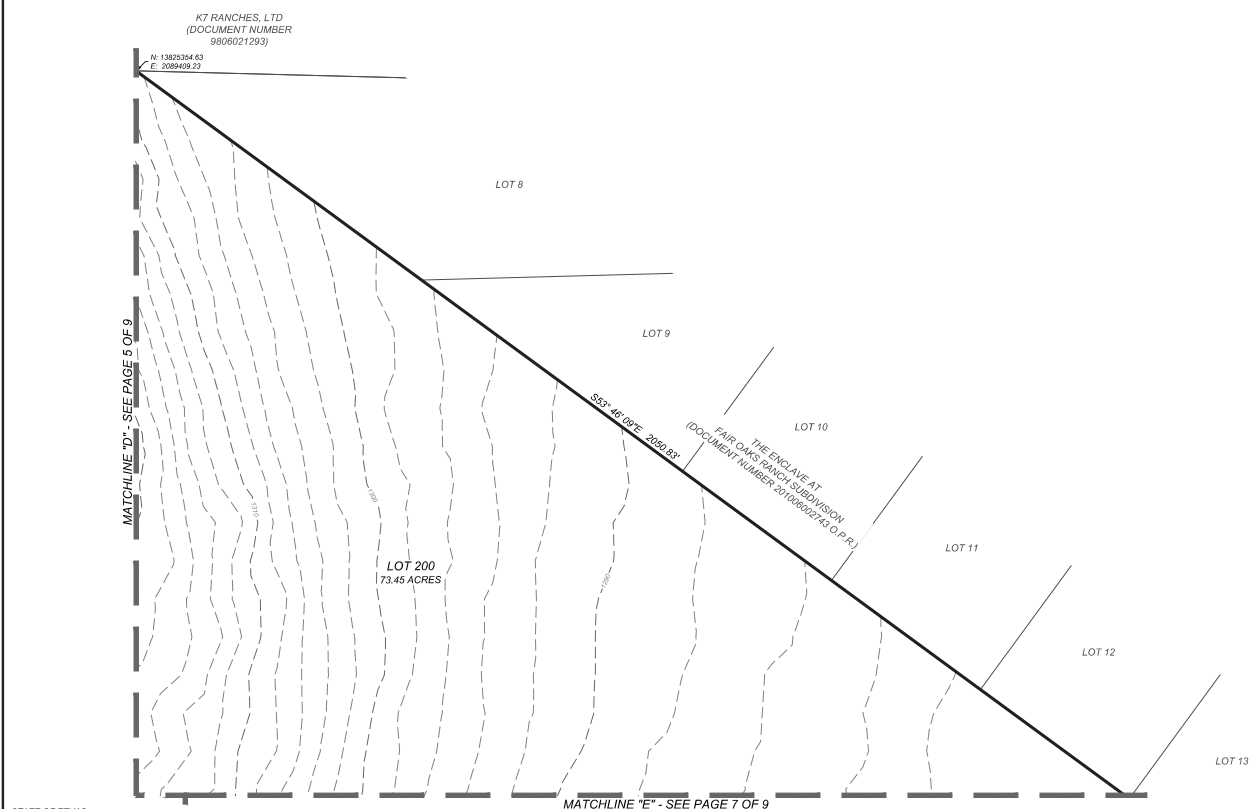 K7 RANCHES, LTD
(DOCUMENT NUMBER
9806021293)
N: 13825354.63
E: 2089409.23
LOT 8
LOT 9
MATCHLINE "D" - SEE PAGE 5 OF 9
S53° 46' 09"E 2050.83'
LOT 10
THE ENCLAVE AT
FAIR OAKS RANCH SUBDIVISION
(DOCUMENT NUMBER 201006002743 O.P.R.)
1300
1310
LOT 11
LOT 200
73.45 ACRES
1290
LOT 12
LOT 13
MATCHLINE "E" - SEE PAGE 7 OF 9